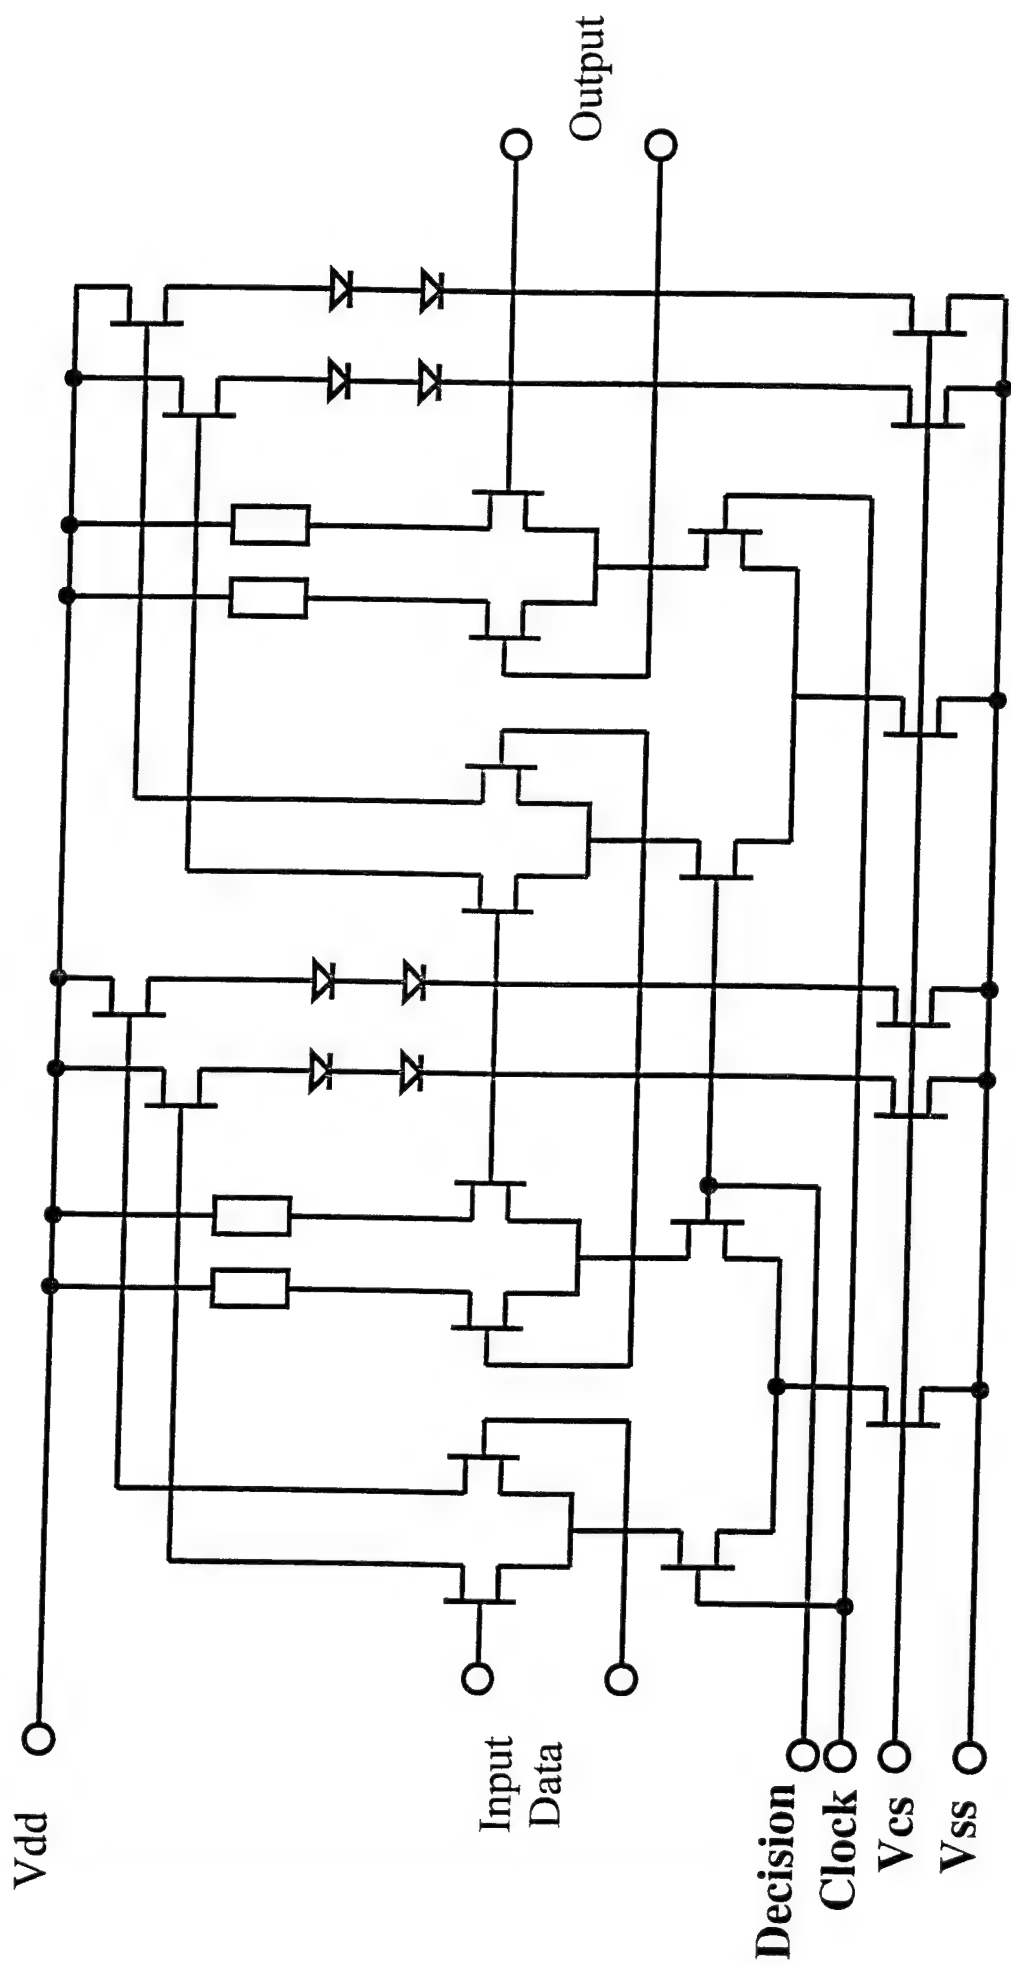 Vdd
Input
Data
Decision
Clock
Vcs
Vss
Output